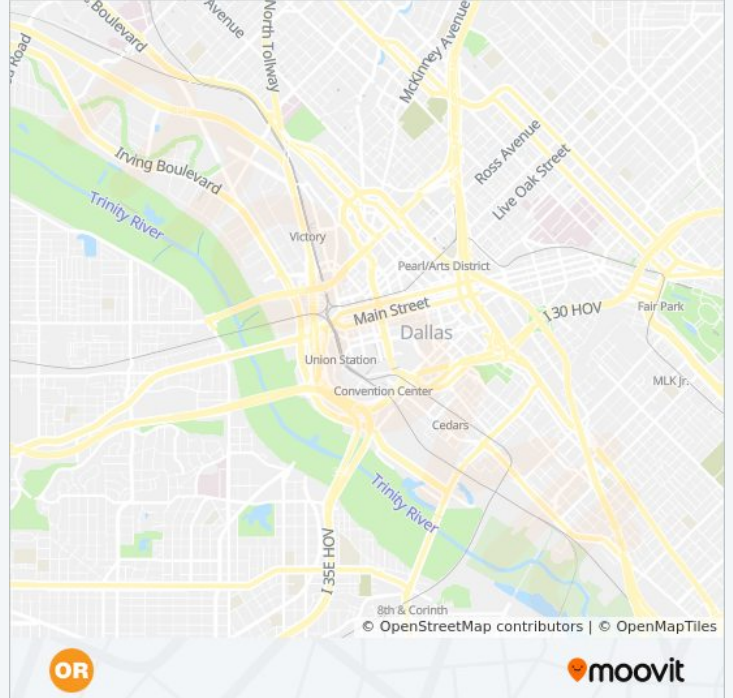 Boulevard
Avenue
North Tollway
McKinney Avenue
Road
Ross Avenue
Irving Boulevard
Live Oak Street
Trinity River
Victory
Pearl/Arts District
Main Street
I 30 HOV
Fair Park
Dallas
Union Station
MLK Jr.
Convention Center
Cedars
Trinity River
I 35E HOV
8th & Corinth
© OpenStreetMap contributors | © OpenMapTiles
OR
moovit